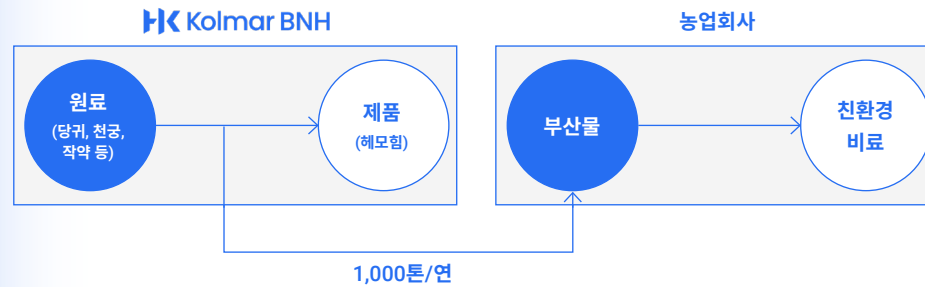 HK Kolmar BNH
농업회사
원료
(당귀, 천궁,
작약 등)
제품
(헤모힘)
부산물
친환경
비료
1,000톤/연